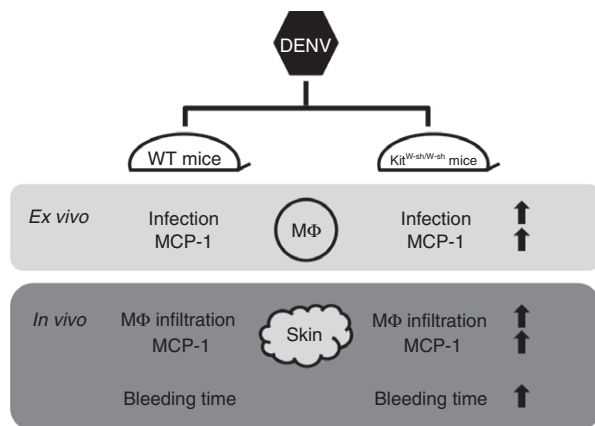 DENV
WT mice
Kit^W-sh/W-sh mice
Ex vivo
Infection
MCP-1
MΦ
Infection
MCP-1
In vivo
MΦ infiltration
MCP-1
Skin
MΦ infiltration
MCP-1
Bleeding time
Bleeding time